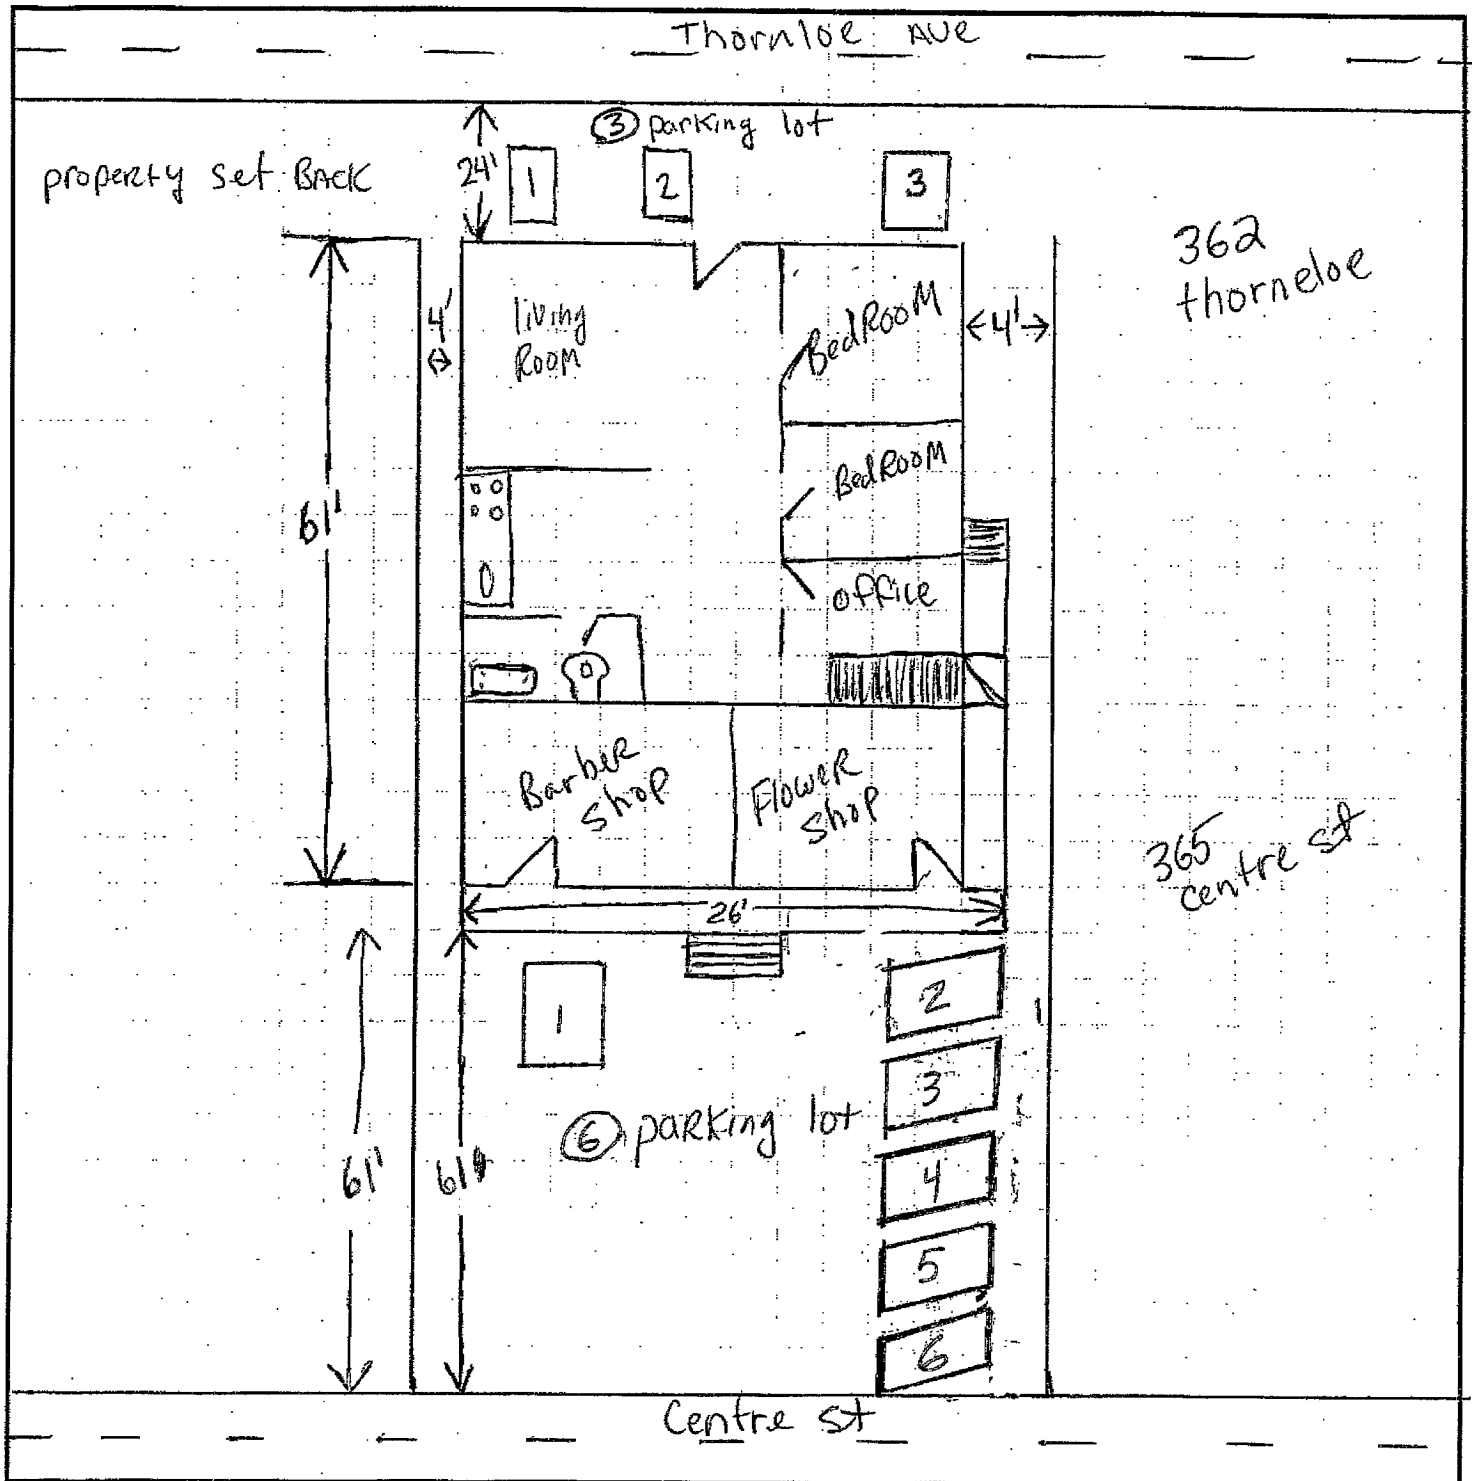 Thornloe AVE
③ parking lot
property set BACK
24'
1
2
3
362
thorneloe
4'
living
ROOM
BedRooM
4'
BedRooM
61'
office
Barber
shop
Flower
shop
365
centre st
26'
1
2
3
⑥ parking lot
4
61'
61'
5
6
Centre st